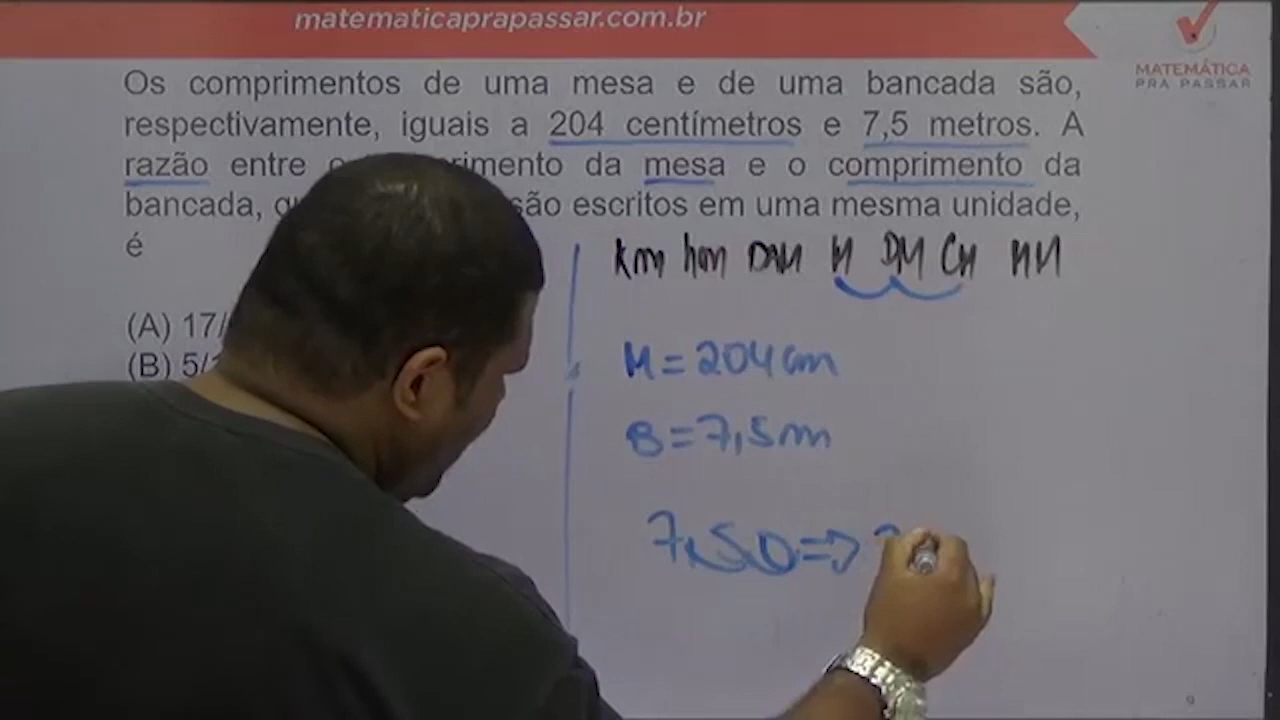 matematicaprapassar.com.br
MATEMÁTICA
PRA PASSAR
Os comprimentos de uma mesa e de uma bancada são,
respectivamente, iguais a 204 centímetros e 7,5 metros. A
razão entre da mesa e o comprimento da
bancada, são escritos em uma mesma unidade,
é
Km hm DAM M DM CM MM
(A) 17/
(B) 5/
M = 204 cm
B = 7,5 m
7,50 =>
9